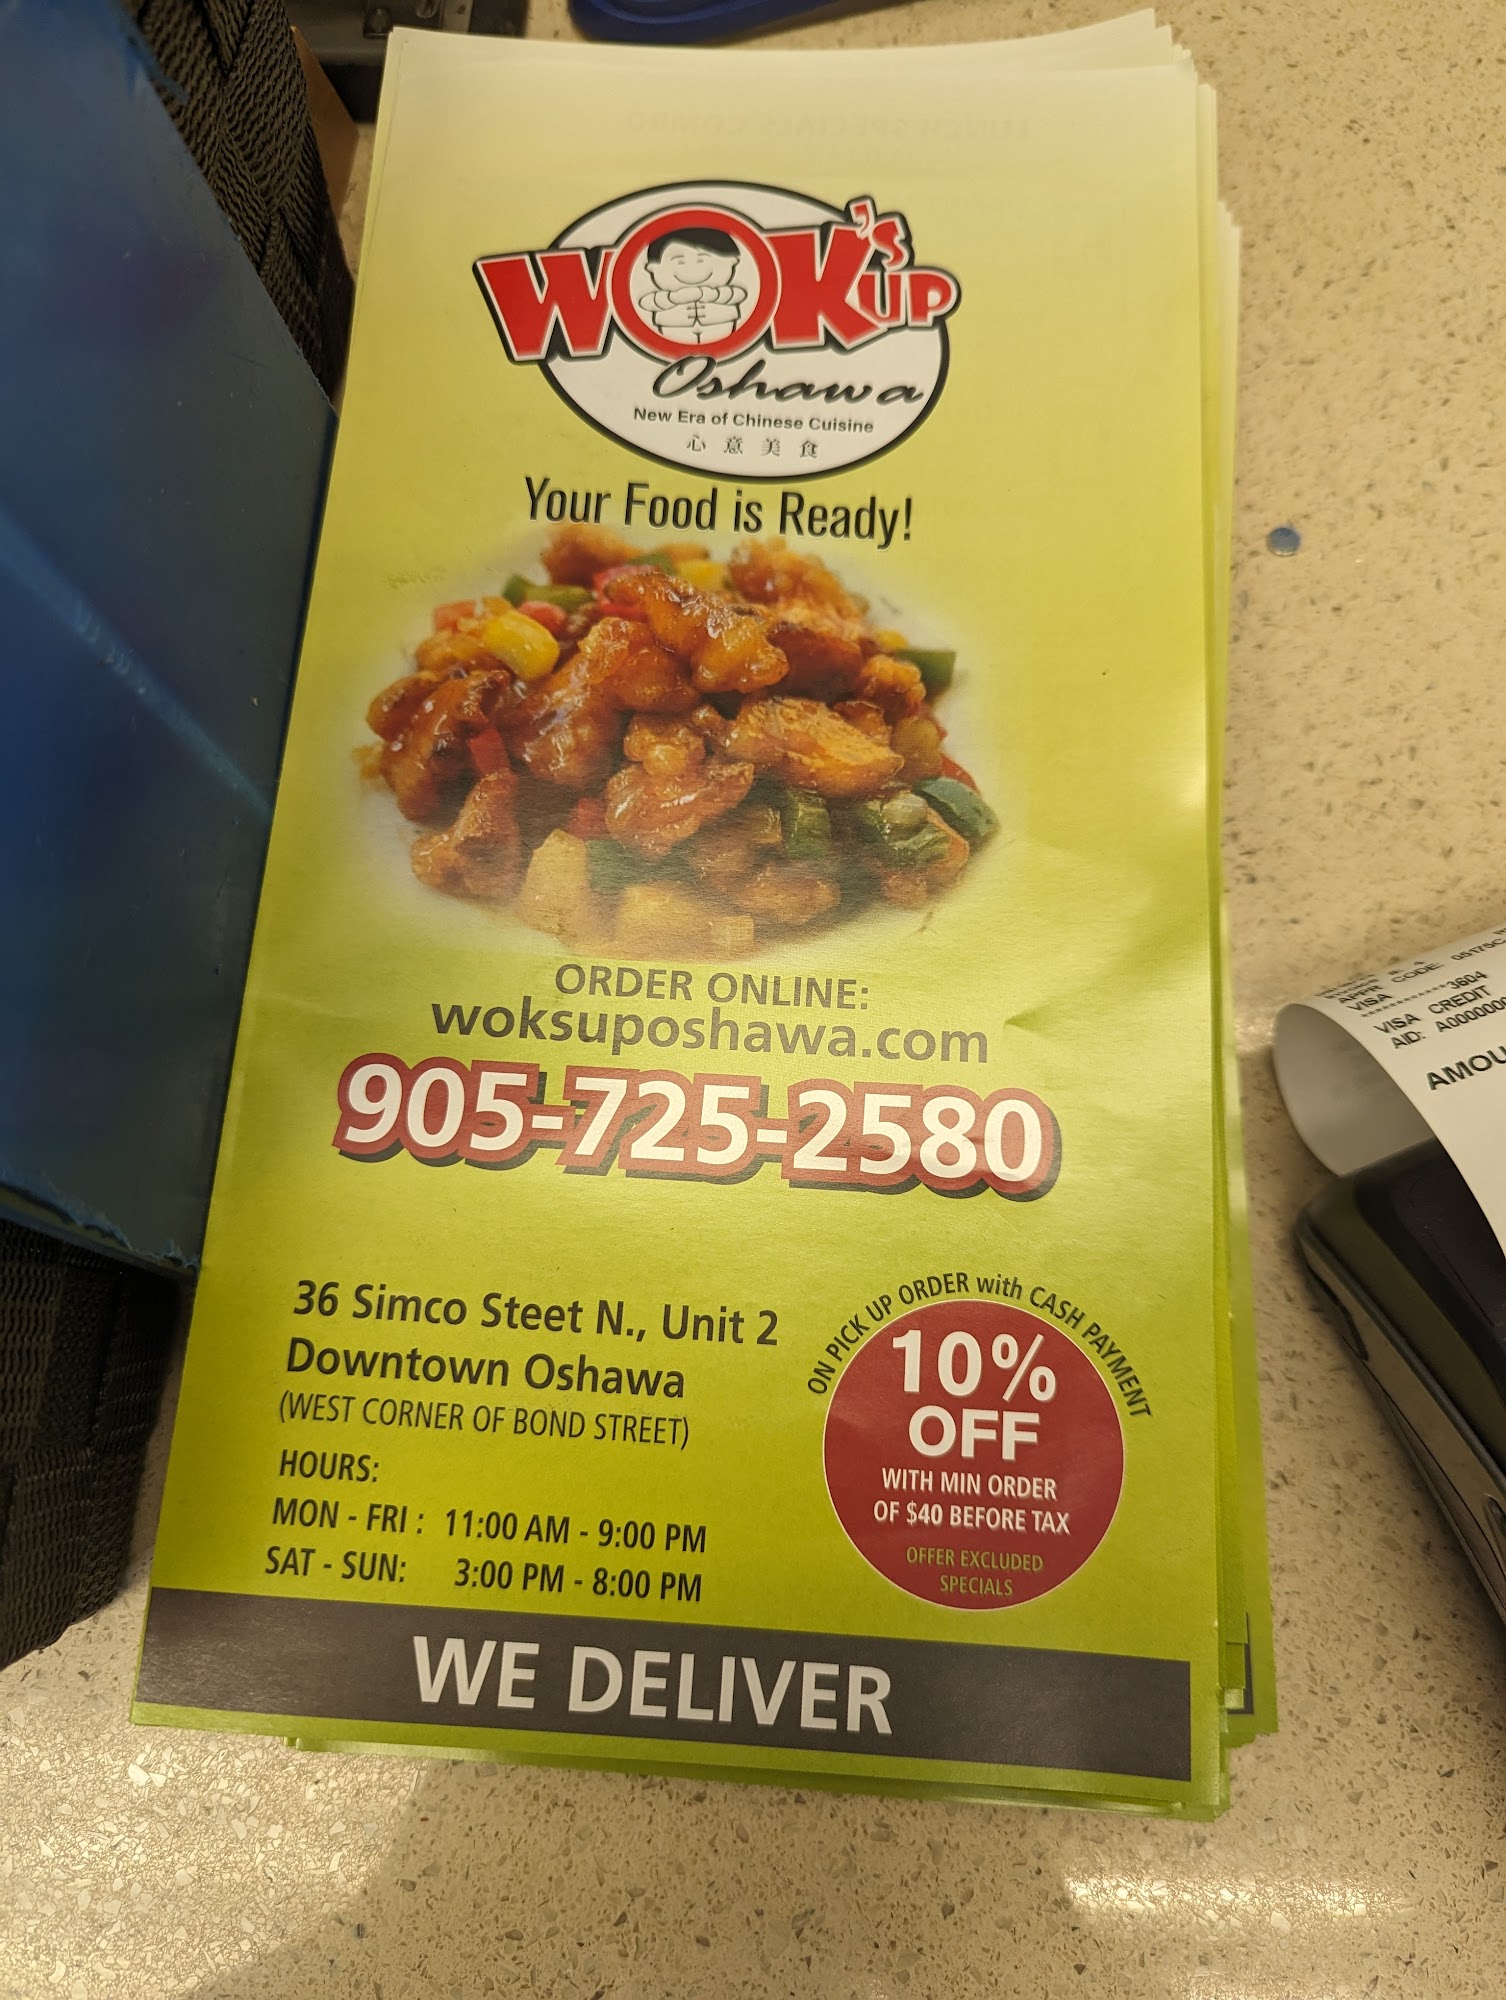 WOK'S UP
Oshawa
New Era of Chinese Cuisine
心意美食
Your Food is Ready!
ORDER ONLINE:
woksuposhawa.com
905-725-2580
36 Simco Steet N., Unit 2
Downtown Oshawa
(WEST CORNER OF BOND STREET)
HOURS:
MON - FRI : 11:00 AM - 9:00 PM
SAT - SUN: 3:00 PM - 8:00 PM
ON PICK UP ORDER with CASH PAYMENT
10%
OFF
WITH MIN ORDER
OF $40 BEFORE TAX
OFFER EXCLUDED
SPECIALS
WE DELIVER
APPR CODE
VISA
************3604
VISA CREDIT
AID: